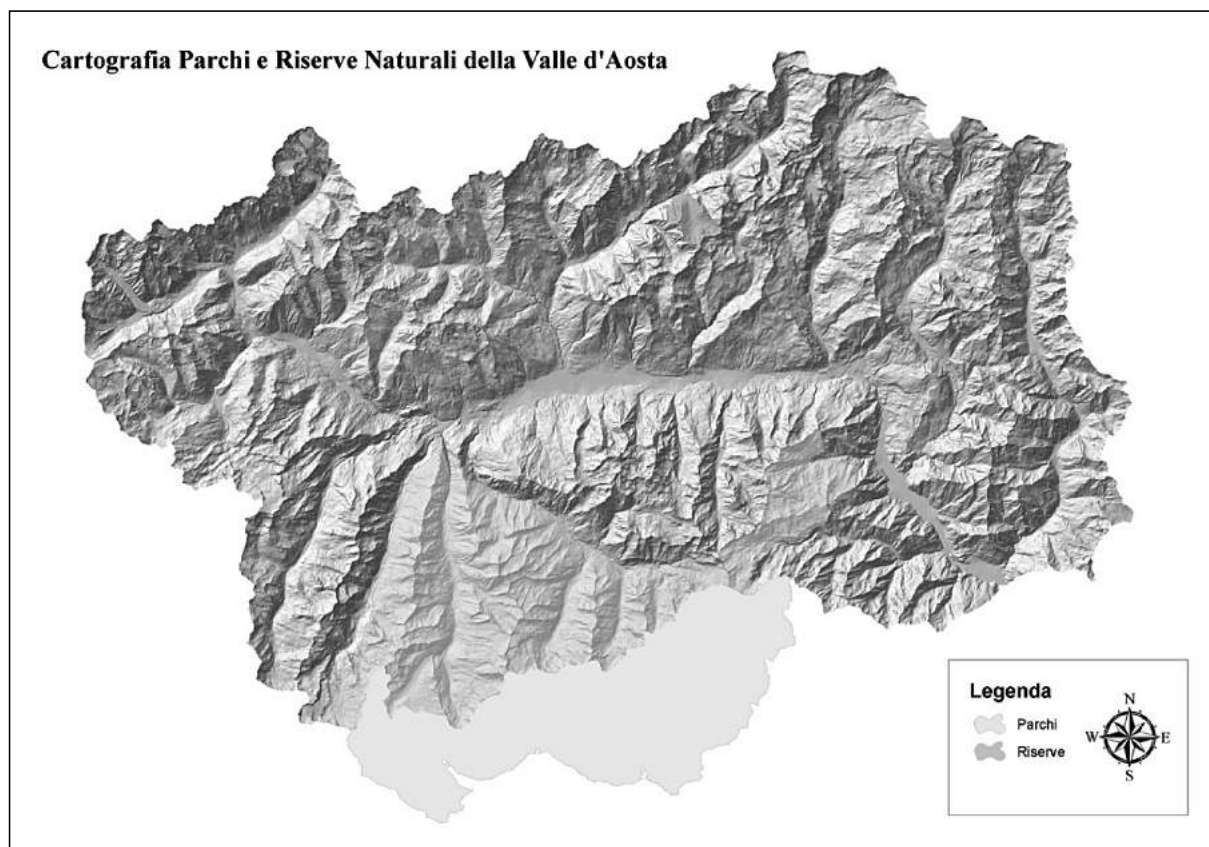 Cartografia Parchi e Riserve Naturali della Valle d'Aosta
Legenda
Parchi
Riserve
N
W E
S